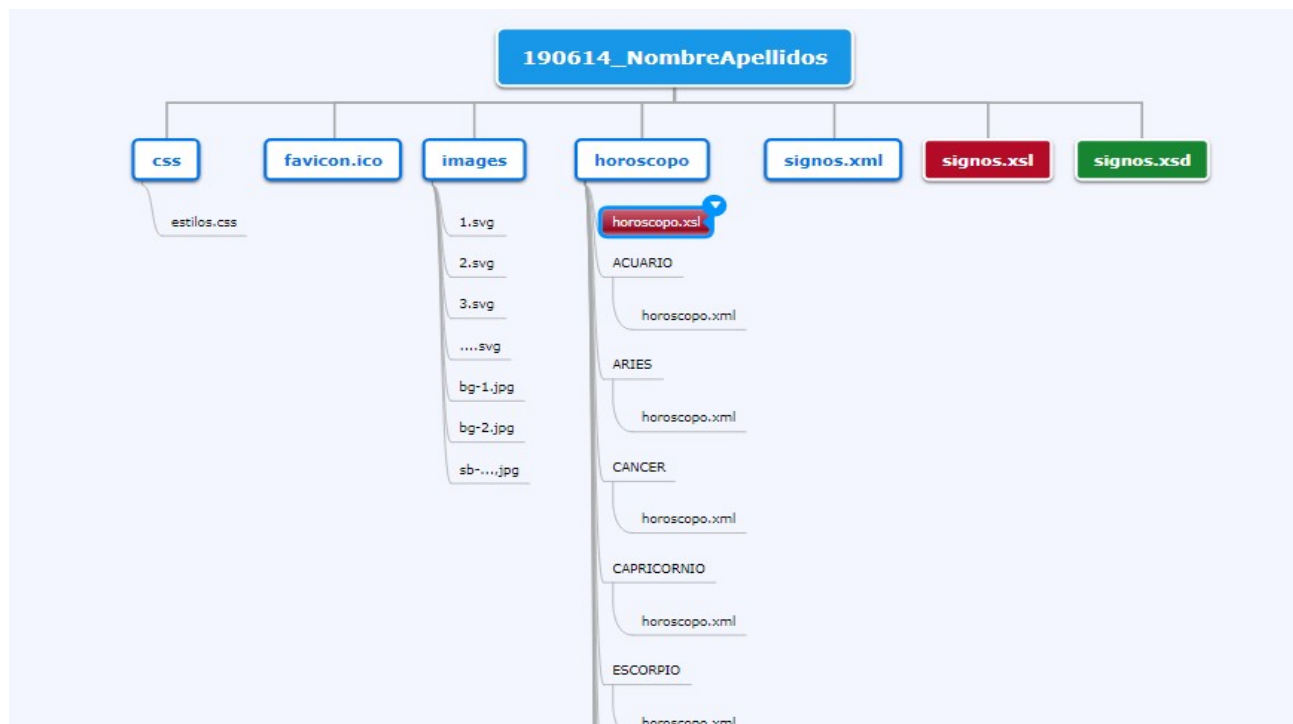 190614_NombreApellidos
css
favicon.ico
images
horoscopo
signos.xml
signos.xsl
signos.xsd
estilos.css
1.svg
2.svg
3.svg
....svg
bg-1.jpg
bg-2.jpg
sb-...,jpg
horoscopo.xsl
ACUARIO
horoscopo.xml
ARIES
horoscopo.xml
CANCER
horoscopo.xml
CAPRICORNIO
horoscopo.xml
ESCORPIO
horoscopo.xml